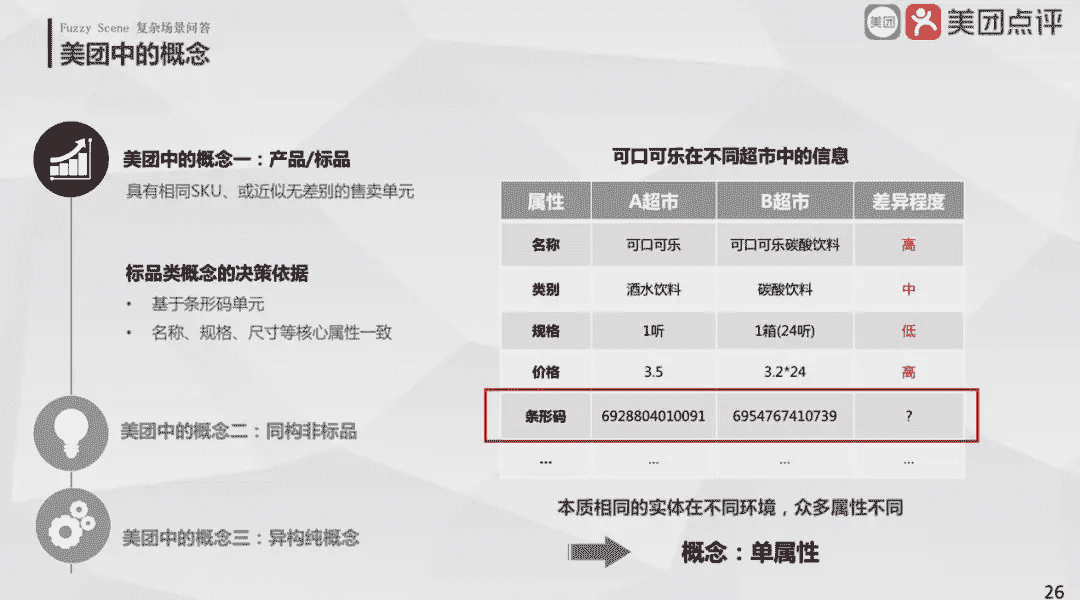 Fuzzy Scene 复杂场景问答
美团中的概念
美团
美团点评
美团中的概念一：产品/标品
具有相同SKU、或近似无差别的售卖单元
标品类概念的决策依据
• 基于条形码单元
• 名称、规格、尺寸等核心属性一致
美团中的概念二：同构非标品
美团中的概念三：异构纯概念
可口可乐在不同超市中的信息
属性 A超市 B超市 差异程度
名称 可口可乐 可口可乐碳酸饮料 高
类别 酒水饮料 碳酸饮料 中
规格 1听 1箱(24听) 低
价格 3.5 3.2*24 高
条形码 6928804010091 6954767410739 ?
... ... ... ...
本质相同的实体在不同环境，众多属性不同
概念：单属性
26